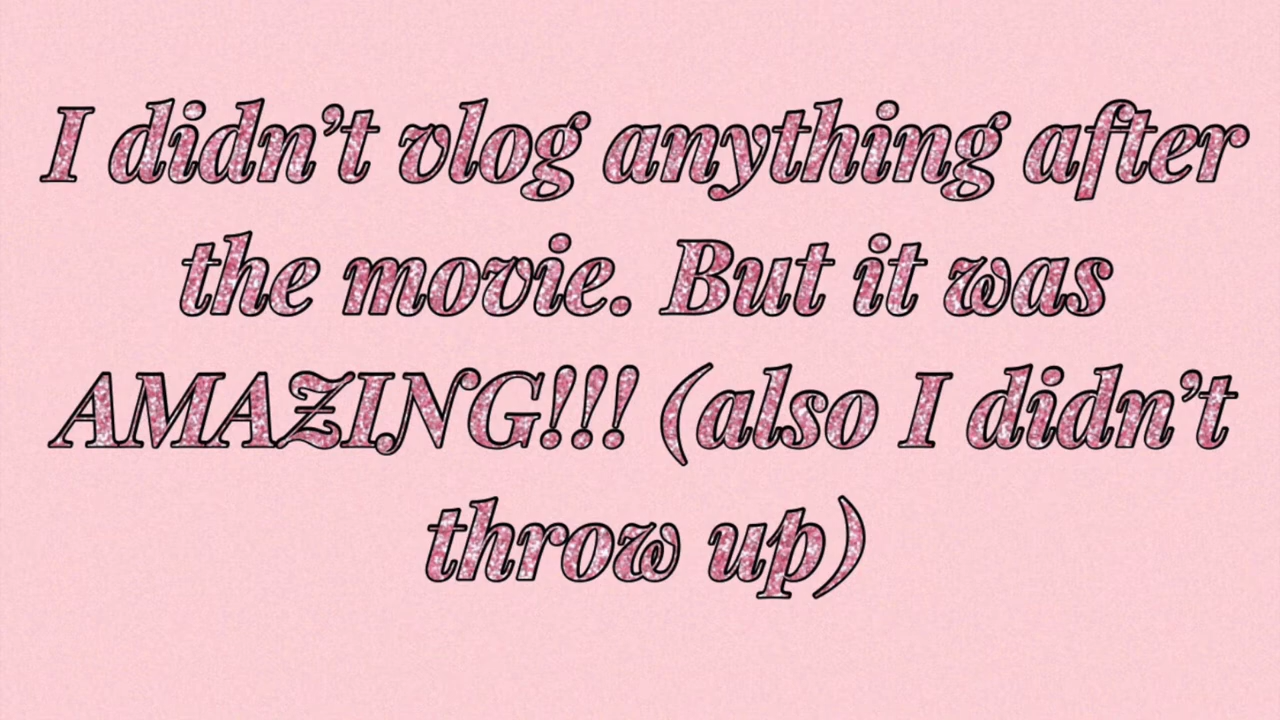 I didn’t vlog anything after
the movie. But it was
AMAZING!!! (also I didn’t
throw up)